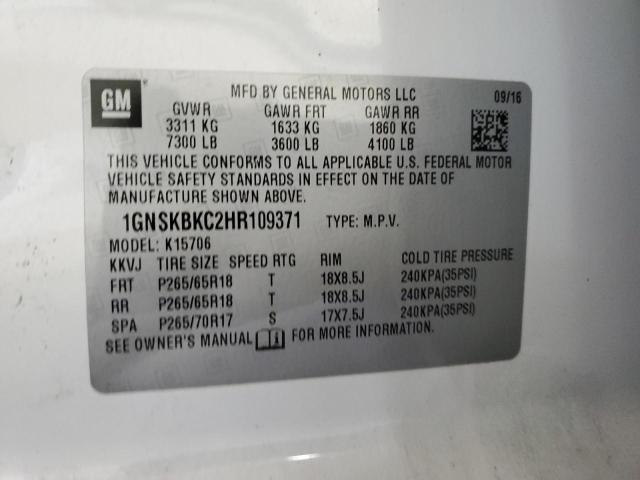 GM
MFD BY GENERAL MOTORS LLC 09/16
GVWR GAWR FRT GAWR RR
3311 KG 1633 KG 1860 KG
7300 LB 3600 LB 4100 LB
THIS VEHICLE CONFORMS TO ALL APPLICABLE U.S. FEDERAL MOTOR
VEHICLE SAFETY STANDARDS IN EFFECT ON THE DATE OF
MANUFACTURE SHOWN ABOVE.
1GNSKBKC2HR109371 TYPE: M.P.V.
MODEL: K15706
KKVJ TIRE SIZE SPEED RTG RIM COLD TIRE PRESSURE
FRT P265/65R18 T 18X8.5J 240KPA(35PSI)
RR P265/65R18 T 18X8.5J 240KPA(35PSI)
SPA P265/70R17 S 17X7.5J 240KPA(35PSI)
SEE OWNER'S MANUAL FOR MORE INFORMATION.